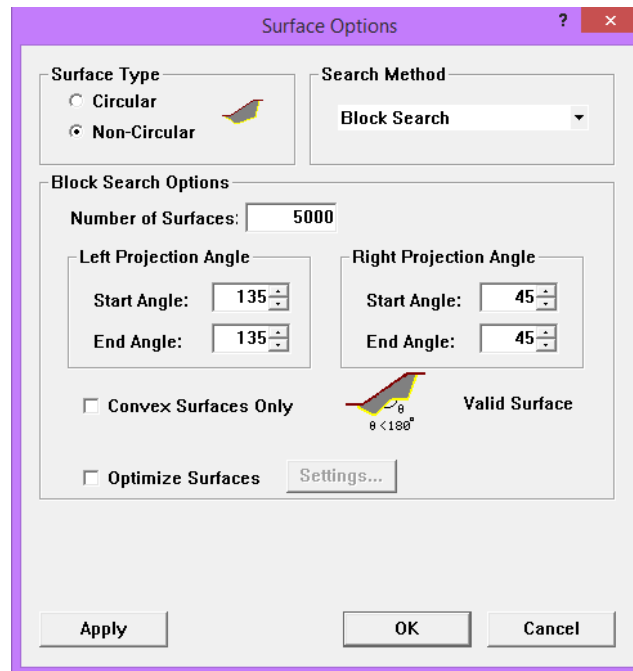 Surface Options
?
×
Surface Type
Circular
Non-Circular
Search Method
Block Search
Block Search Options
Number of Surfaces: 5000
Left Projection Angle
Start Angle: 135
End Angle: 135
Right Projection Angle
Start Angle: 45
End Angle: 45
Convex Surfaces Only
θ
θ <180°
Valid Surface
Optimize Surfaces
Settings...
Apply
OK
Cancel